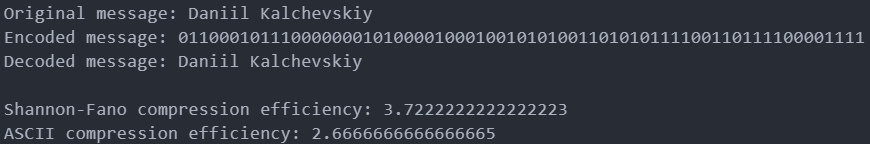 Original message: Daniil Kalchevskiy
Encoded message: 0110001011100000001010000100010010101001101010111100110111100001111
Decoded message: Daniil Kalchevskiy
Shannon-Fano compression efficiency: 3.7222222222222223
ASCII compression efficiency: 2.6666666666666665